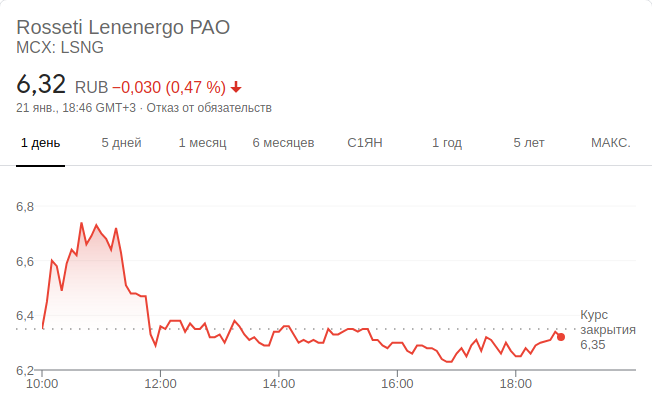 Rosseti Lenenergo PAO
MCX: LSNG
6,32 RUB −0,030 (0,47 %)
21 янв., 18:46 GMT+3 · Отказ от обязательств
1 день 5 дней 1 месяц 6 месяцев С1ЯН 1 год 5 лет МАКС.
6,8
6,6
6,4
Курс
закрытия
6,35
6,2
10:00 12:00 14:00 16:00 18:00